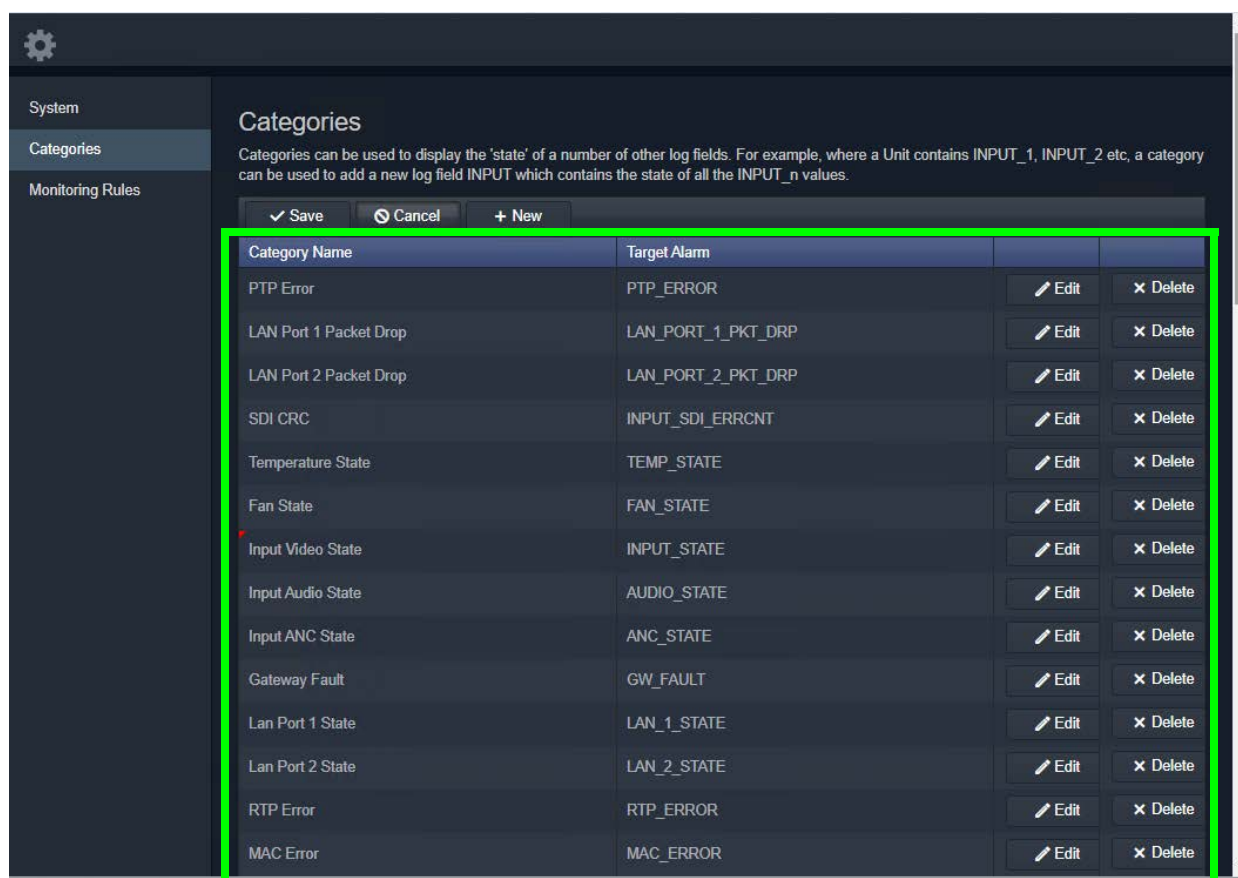 System
Categories
Monitoring Rules
Categories
Categories can be used to display the 'state' of a number of other log fields. For example, where a Unit contains INPUT_1, INPUT_2 etc, a category
can be used to add a new log field INPUT which contains the state of all the INPUT_n values.
Save Cancel + New
Category Name Target Alarm
PTP Error PTP_ERROR Edit Delete
LAN Port 1 Packet Drop LAN_PORT_1_PKT_DRP Edit Delete
LAN Port 2 Packet Drop LAN_PORT_2_PKT_DRP Edit Delete
SDI CRC INPUT_SDI_ERRCNT Edit Delete
Temperature State TEMP_STATE Edit Delete
Fan State FAN_STATE Edit Delete
Input Video State INPUT_STATE Edit Delete
Input Audio State AUDIO_STATE Edit Delete
Input ANC State ANC_STATE Edit Delete
Gateway Fault GW_FAULT Edit Delete
Lan Port 1 State LAN_1_STATE Edit Delete
Lan Port 2 State LAN_2_STATE Edit Delete
RTP Error RTP_ERROR Edit Delete
MAC Error MAC_ERROR Edit Delete